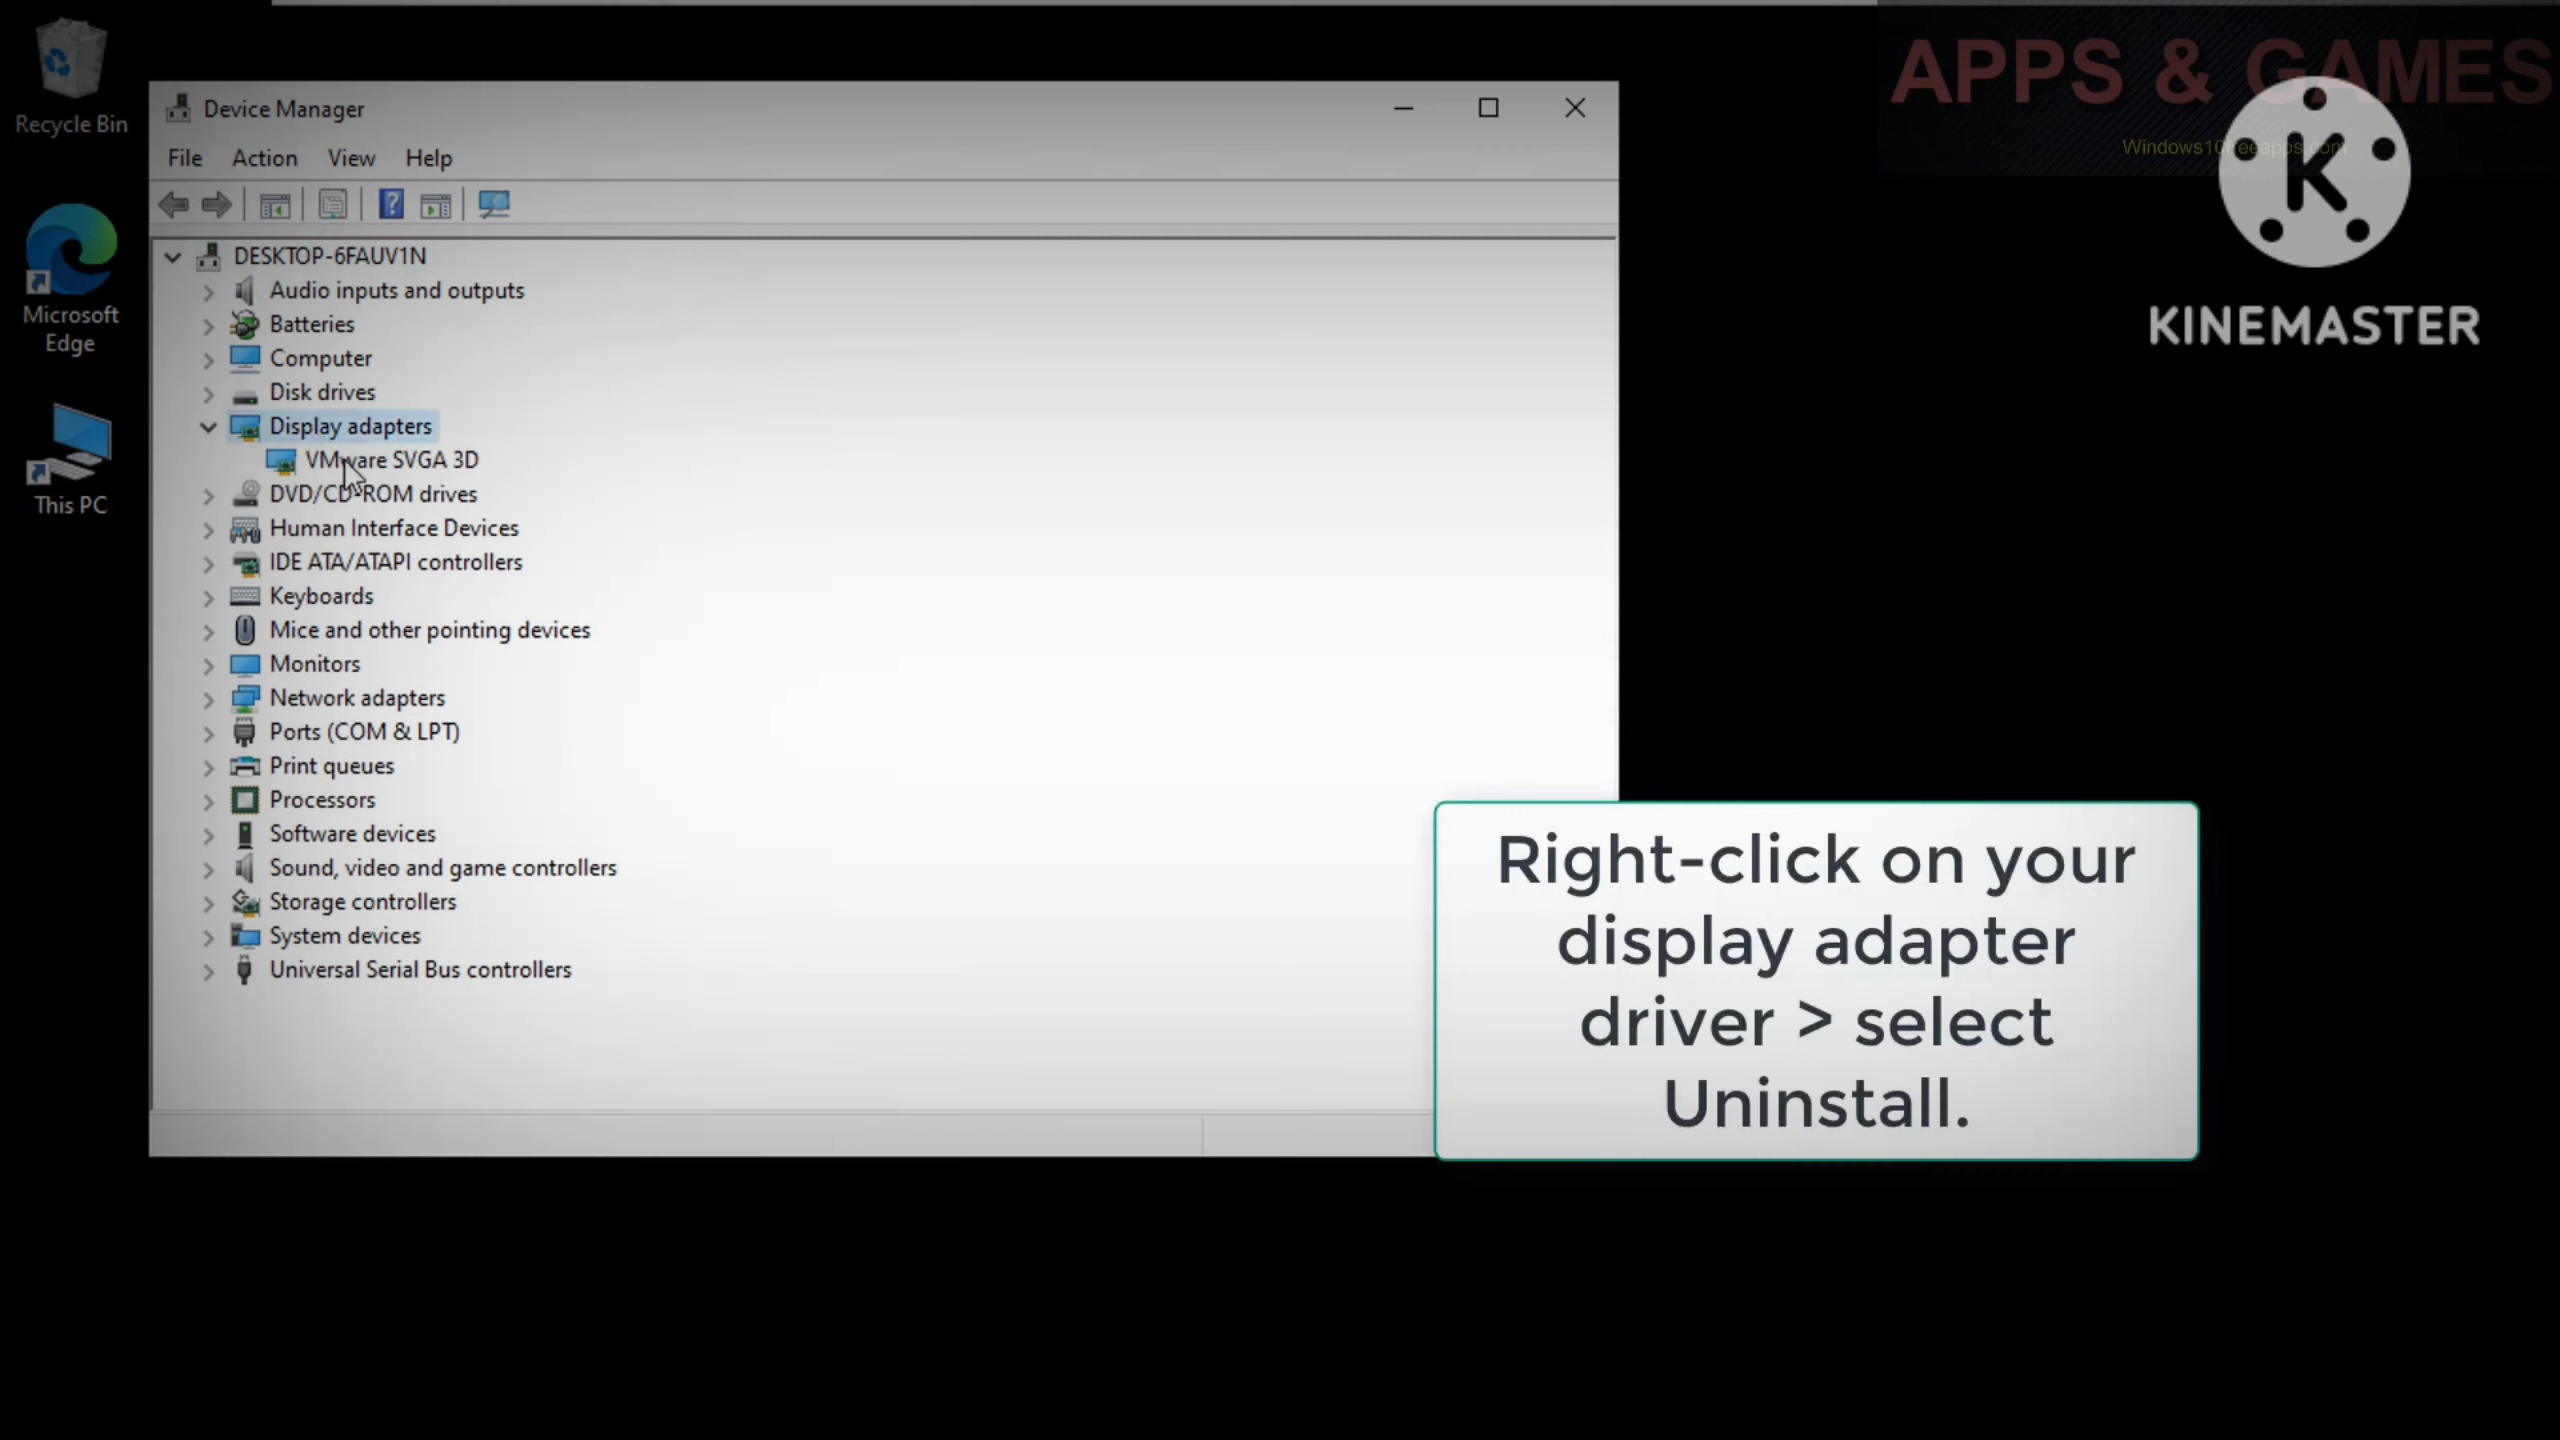 Recycle Bin
Microsoft
Edge
This PC
Device Manager
File Action View Help
DESKTOP-6FAUV1N
Audio inputs and outputs
Batteries
Computer
Disk drives
Display adapters
VMware SVGA 3D
DVD/CD-ROM drives
Human Interface Devices
IDE ATA/ATAPI controllers
Keyboards
Mice and other pointing devices
Monitors
Network adapters
Ports (COM & LPT)
Print queues
Processors
Software devices
Sound, video and game controllers
Storage controllers
System devices
Universal Serial Bus controllers
APPS & GAMES
Windows10freeapps.com
K
KINEMASTER
Right-click on your
display adapter
driver > select
Uninstall.